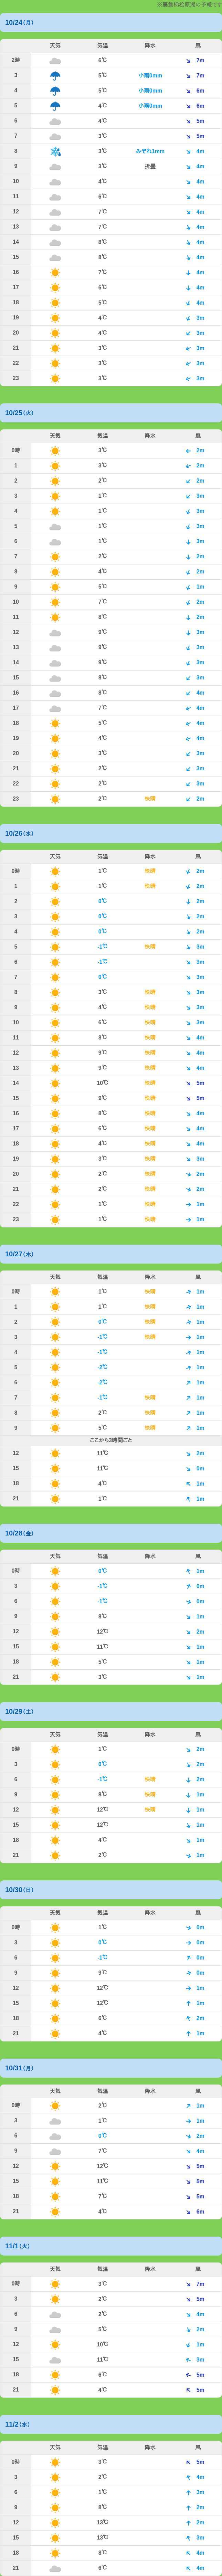 ※裏磐梯桧原湖の予報です
10/24(月)
天気 気温 降水 風
2時 6℃ 7m
3 5℃ 小雨0mm 7m
4 5℃ 小雨0mm 6m
5 4℃ 小雨0mm 6m
6 4℃ 5m
7 3℃ 5m
8 3℃ みぞれ1mm 4m
9 3℃ 折曇 4m
10 4℃ 4m
11 6℃ 4m
12 7℃ 4m
13 7℃ 4m
14 8℃ 4m
15 8℃ 4m
16 7℃ 4m
17 6℃ 4m
18 5℃ 4m
19 4℃ 3m
20 4℃ 3m
21 3℃ 3m
22 3℃ 3m
23 3℃ 3m
10/25(火)
天気 気温 降水 風
0時 3℃ 2m
1 3℃ 2m
2 2℃ 2m
3 1℃ 3m
4 1℃ 3m
5 1℃ 3m
6 1℃ 3m
7 2℃ 2m
8 4℃ 2m
9 5℃ 1m
10 7℃ 2m
11 8℃ 2m
12 9℃ 3m
13 9℃ 3m
14 9℃ 3m
15 8℃ 3m
16 8℃ 4m
17 7℃ 4m
18 5℃ 4m
19 4℃ 4m
20 3℃ 3m
21 2℃ 3m
22 2℃ 3m
23 2℃ 快晴 2m
10/26(水)
天気 気温 降水 風
0時 1℃ 快晴 2m
1 1℃ 快晴 2m
2 0℃ 2m
3 0℃ 2m
4 0℃ 2m
5 -1℃ 快晴 3m
6 -1℃ 3m
7 0℃ 3m
8 3℃ 快晴 3m
9 4℃ 快晴 3m
10 6℃ 快晴 3m
11 8℃ 快晴 4m
12 9℃ 快晴 4m
13 9℃ 快晴 4m
14 10℃ 快晴 5m
15 9℃ 快晴 5m
16 8℃ 快晴 4m
17 6℃ 快晴 4m
18 4℃ 快晴 4m
19 3℃ 快晴 3m
20 2℃ 快晴 2m
21 2℃ 快晴 2m
22 1℃ 快晴 1m
23 1℃ 快晴 1m
10/27(木)
天気 気温 降水 風
0時 1℃ 快晴 1m
1 1℃ 快晴 1m
2 0℃ 快晴 1m
3 -1℃ 快晴 1m
4 -1℃ 1m
5 -2℃ 1m
6 -2℃ 1m
7 -1℃ 快晴 1m
8 2℃ 快晴 1m
9 5℃ 快晴 1m
ここから3時間ごと
12 11℃ 2m
15 11℃ 0m
18 4℃ 1m
21 1℃ 1m
10/28(金)
天気 気温 降水 風
0時 0℃ 1m
3 -1℃ 0m
6 -1℃ 0m
9 8℃ 1m
12 12℃ 2m
15 11℃ 1m
18 5℃ 1m
21 3℃ 1m
10/29(土)
天気 気温 降水 風
0時 1℃ 2m
3 0℃ 2m
6 -1℃ 快晴 2m
9 8℃ 快晴 1m
12 12℃ 快晴 1m
15 12℃ 1m
18 4℃ 1m
21 2℃ 1m
10/30(日)
天気 気温 降水 風
0時 1℃ 0m
3 0℃ 0m
6 -1℃ 0m
9 9℃ 0m
12 12℃ 1m
15 12℃ 1m
18 6℃ 2m
21 4℃ 1m
10/31(月)
天気 気温 降水 風
0時 2℃ 1m
3 1℃ 1m
6 0℃ 2m
9 7℃ 4m
12 12℃ 5m
15 11℃ 5m
18 7℃ 5m
21 4℃ 6m
11/1(火)
天気 気温 降水 風
0時 3℃ 7m
3 2℃ 5m
6 2℃ 4m
9 5℃ 2m
12 10℃ 1m
15 11℃ 3m
18 6℃ 5m
21 4℃ 5m
11/2(水)
天気 気温 降水 風
0時 3℃ 5m
3 2℃ 4m
6 1℃ 3m
9 8℃ 2m
12 13℃ 2m
15 13℃ 3m
18 8℃ 4m
21 6℃ 4m